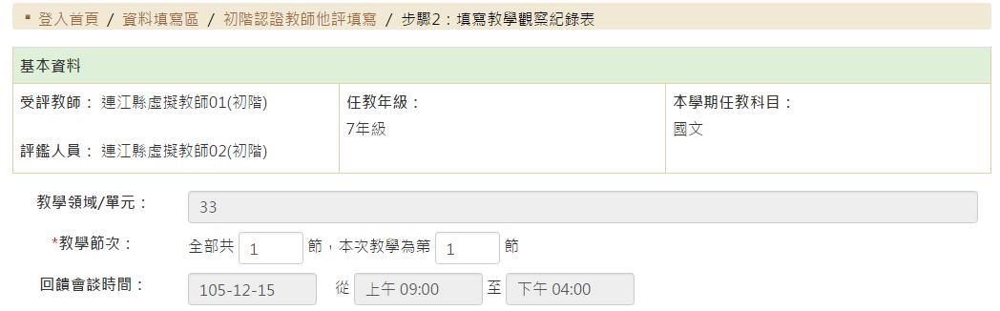 登入首頁 / 資料填寫區 / 初階認證教師他評填寫 / 步驟2：填寫教學觀察紀錄表
基本資料
受評教師： 連江縣虛擬教師01(初階)
評鑑人員： 連江縣虛擬教師02(初階)
任教年級：
7年級
本學期任教科目：
國文
教學領域/單元： 33
*教學節次： 全部共 1 節，本次教學為第 1 節
回饋會談時間： 105-12-15 從 上午 09:00 至 下午 04:00